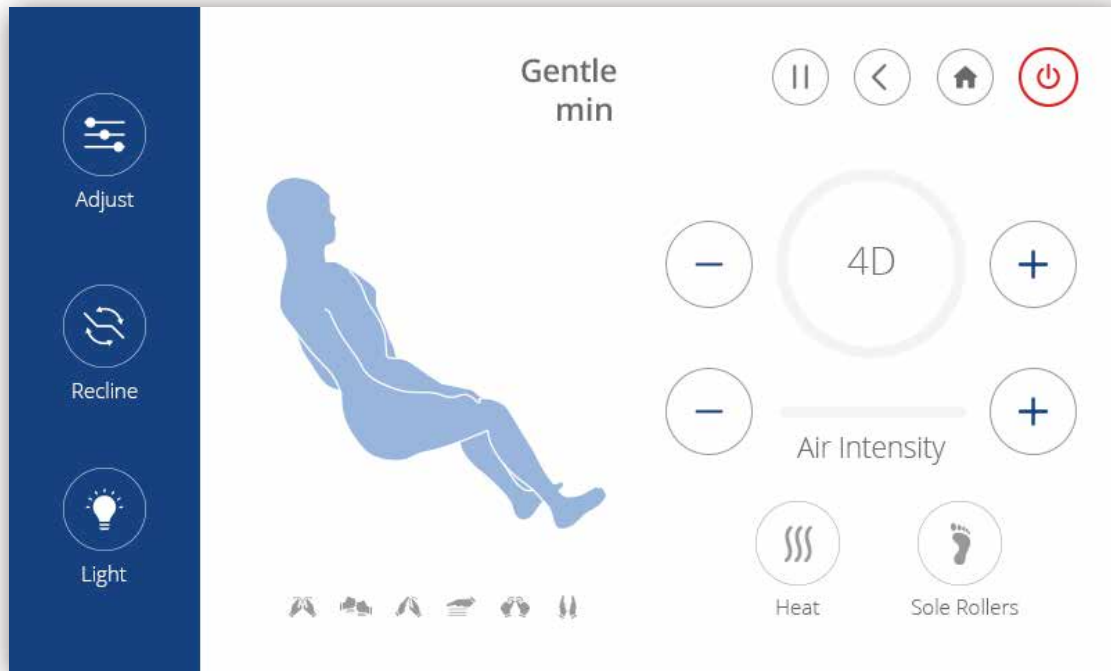 Gentle
min
Adjust
4D
Recline
Air Intensity
Light
Heat
Sole Rollers